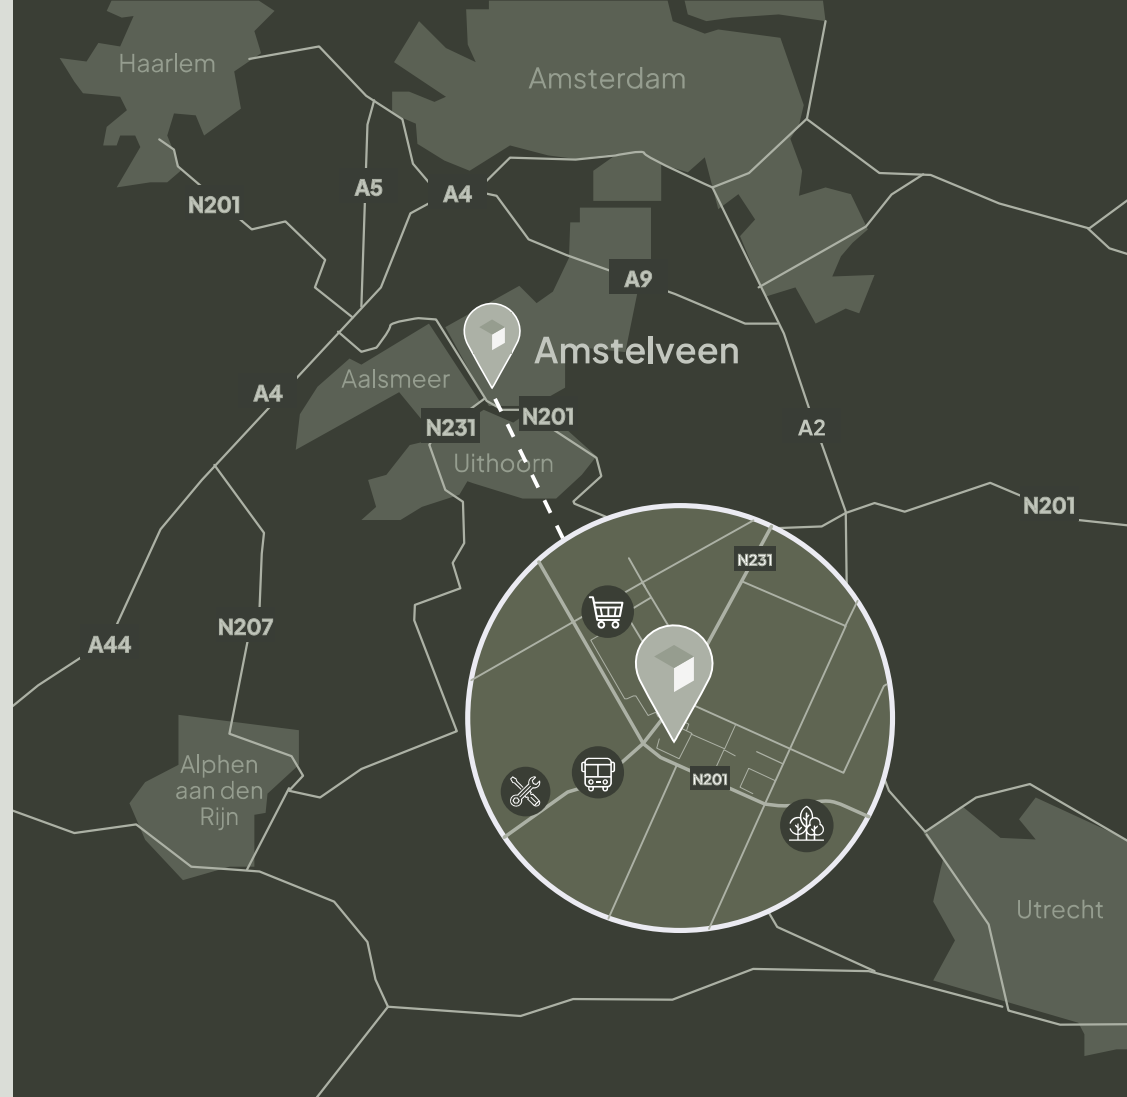 Haarlem
Amsterdam
A5
A4
N201
A9
Amstelveen
Aalsmeer
A4
N201
N231
A2
Uithoorn
N201
N231
N207
A44
Alphen
aan den
Rijn
N201
Utrecht